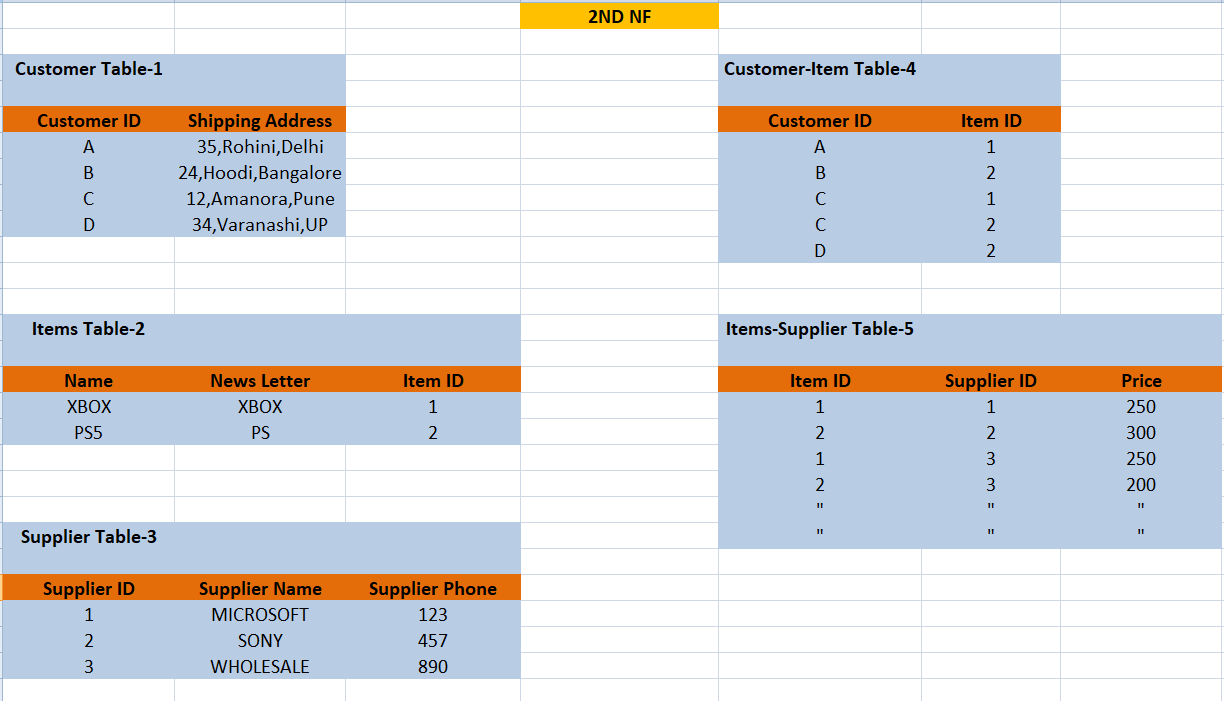 2ND NF
Customer Table-1
Customer ID Shipping Address
A 35,Rohini,Delhi
B 24,Hoodi,Bangalore
C 12,Amanora,Pune
D 34,Varanashi,UP
Customer-Item Table-4
Customer ID Item ID
A 1
B 2
C 1
C 2
D 2
Items Table-2
Name News Letter Item ID
XBOX XBOX 1
PS5 PS 2
Items-Supplier Table-5
Item ID Supplier ID Price
1 1 250
2 2 300
1 3 250
2 3 200
" " "
" " "
Supplier Table-3
Supplier ID Supplier Name Supplier Phone
1 MICROSOFT 123
2 SONY 457
3 WHOLESALE 890